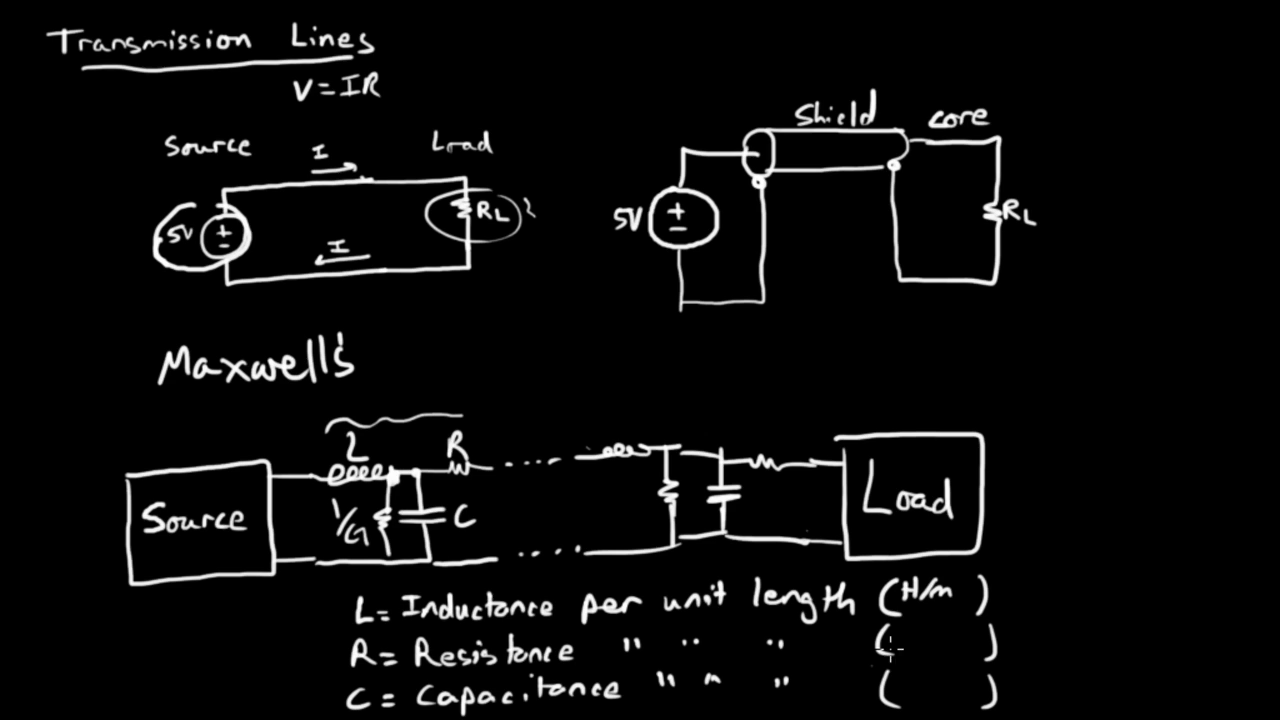 Transmission Lines
V=IR
Source
I
Load
5V
+
-
RL
I
Shield
core
5V
+
-
RL
Maxwell's
L
R
1/G
C
Source
Load
L= Inductance per unit length (H/m)
R= Resistance " " " ( )
C= Capacitance " " " ( )